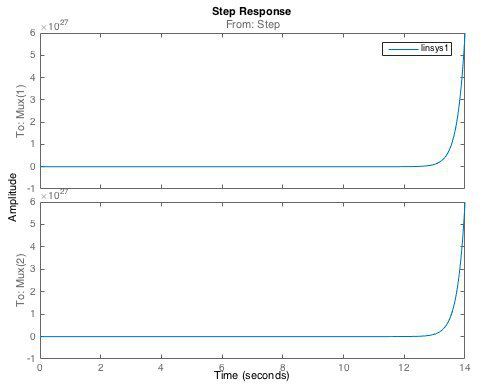 Step Response
From: Step
×10^27
6
5
4
3
2
1
0
-1
To: Mux(1)
linsys1
Amplitude
×10^27
6
5
4
3
2
1
0
-1
To: Mux(2)
0 2 4 6 8 10 12 14
Time (seconds)